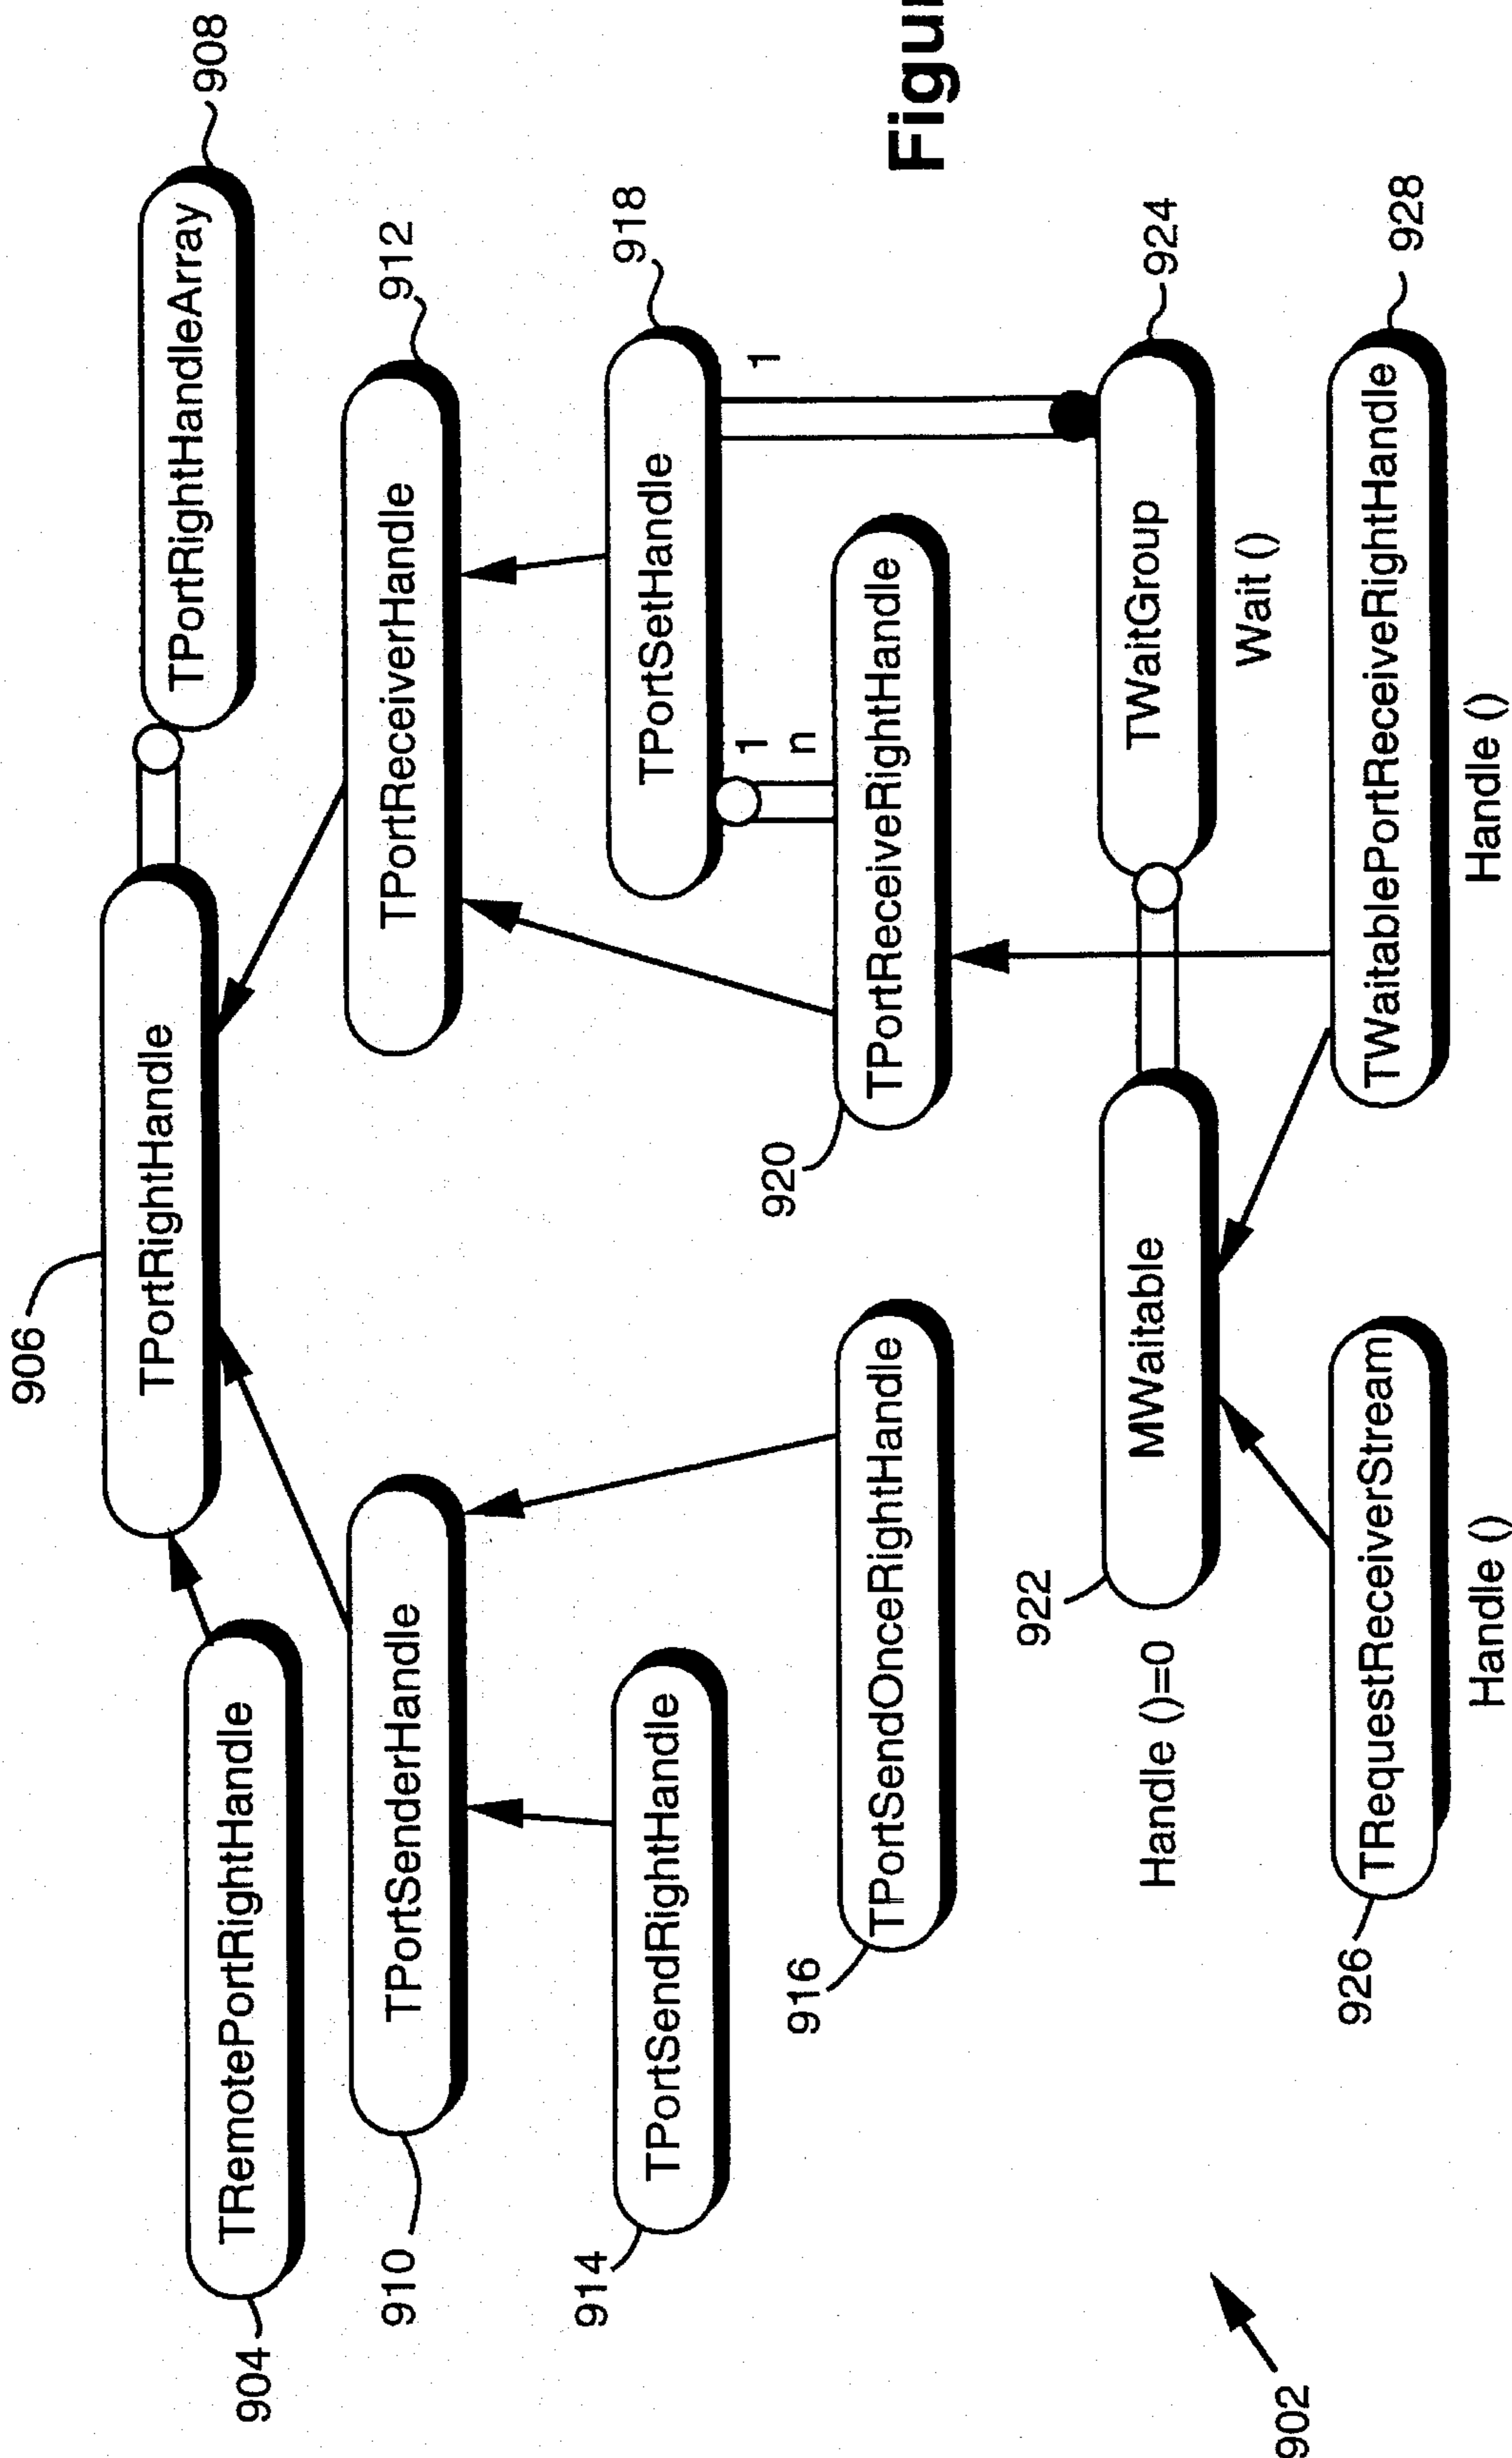 906
TPortRightHandle
TPortRightHandleArray
908
904
TRemotePortRightHandle
910
TPortSenderHandle
TPortReceiverHandle
912
914
TPortSendRightHandle
TPortSetHandle
918
1
n
1
916
TPortSendOnceRightHandle
920
TPortReceiveRightHandle
Figur
922
Handle ()=0
MWaitable
TWaitGroup
924
Wait ()
902
926
TRequestReceiverStream
Handle ()
TWaitablePortReceiveRightHandle
928
Handle ()